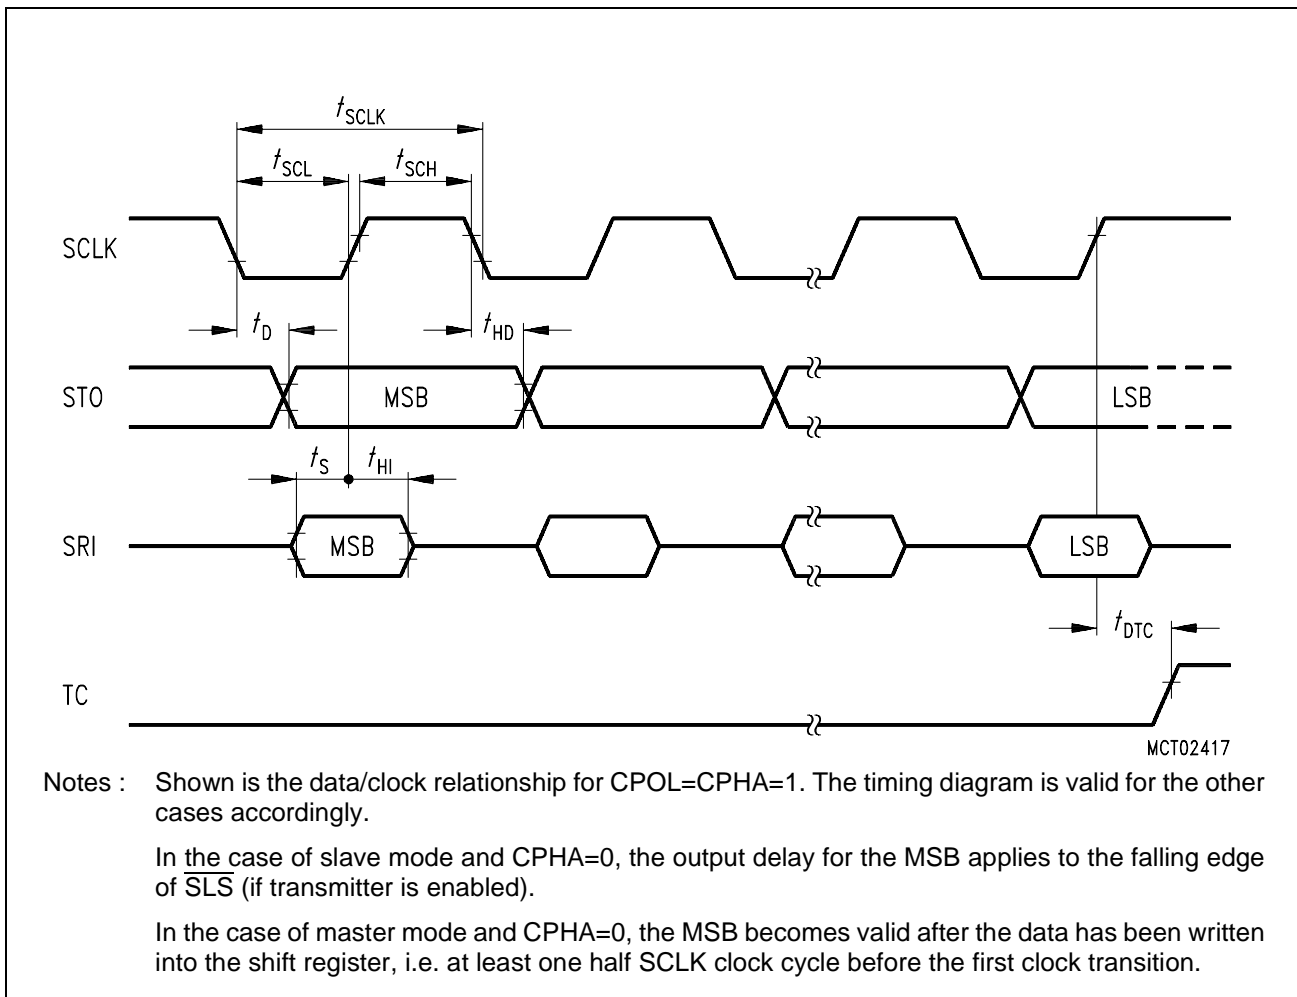 tSCLK
tSCL tSCH
SCLK
tD tHD
STO MSB LSB
tS tHI
SRI MSB LSB
tDTC
TC
MCT02417
Notes : Shown is the data/clock relationship for CPOL=CPHA=1. The timing diagram is valid for the other
cases accordingly.
In the case of slave mode and CPHA=0, the output delay for the MSB applies to the falling edge
of S̅L̅S̅ (if transmitter is enabled).
In the case of master mode and CPHA=0, the MSB becomes valid after the data has been written
into the shift register, i.e. at least one half SCLK clock cycle before the first clock transition.